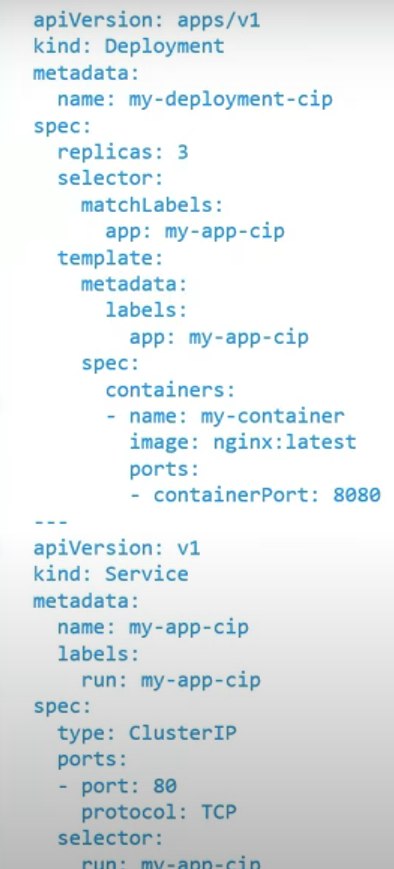 apiVersion: apps/v1
kind: Deployment
metadata:
  name: my-deployment-cip
spec:
  replicas: 3
  selector:
    matchLabels:
      app: my-app-cip
  template:
    metadata:
      labels:
        app: my-app-cip
    spec:
      containers:
      - name: my-container
        image: nginx:latest
        ports:
        - containerPort: 8080
---
apiVersion: v1
kind: Service
metadata:
  name: my-app-cip
  labels:
    run: my-app-cip
spec:
  type: ClusterIP
  ports:
  - port: 80
    protocol: TCP
  selector:
    run: my-app-cip